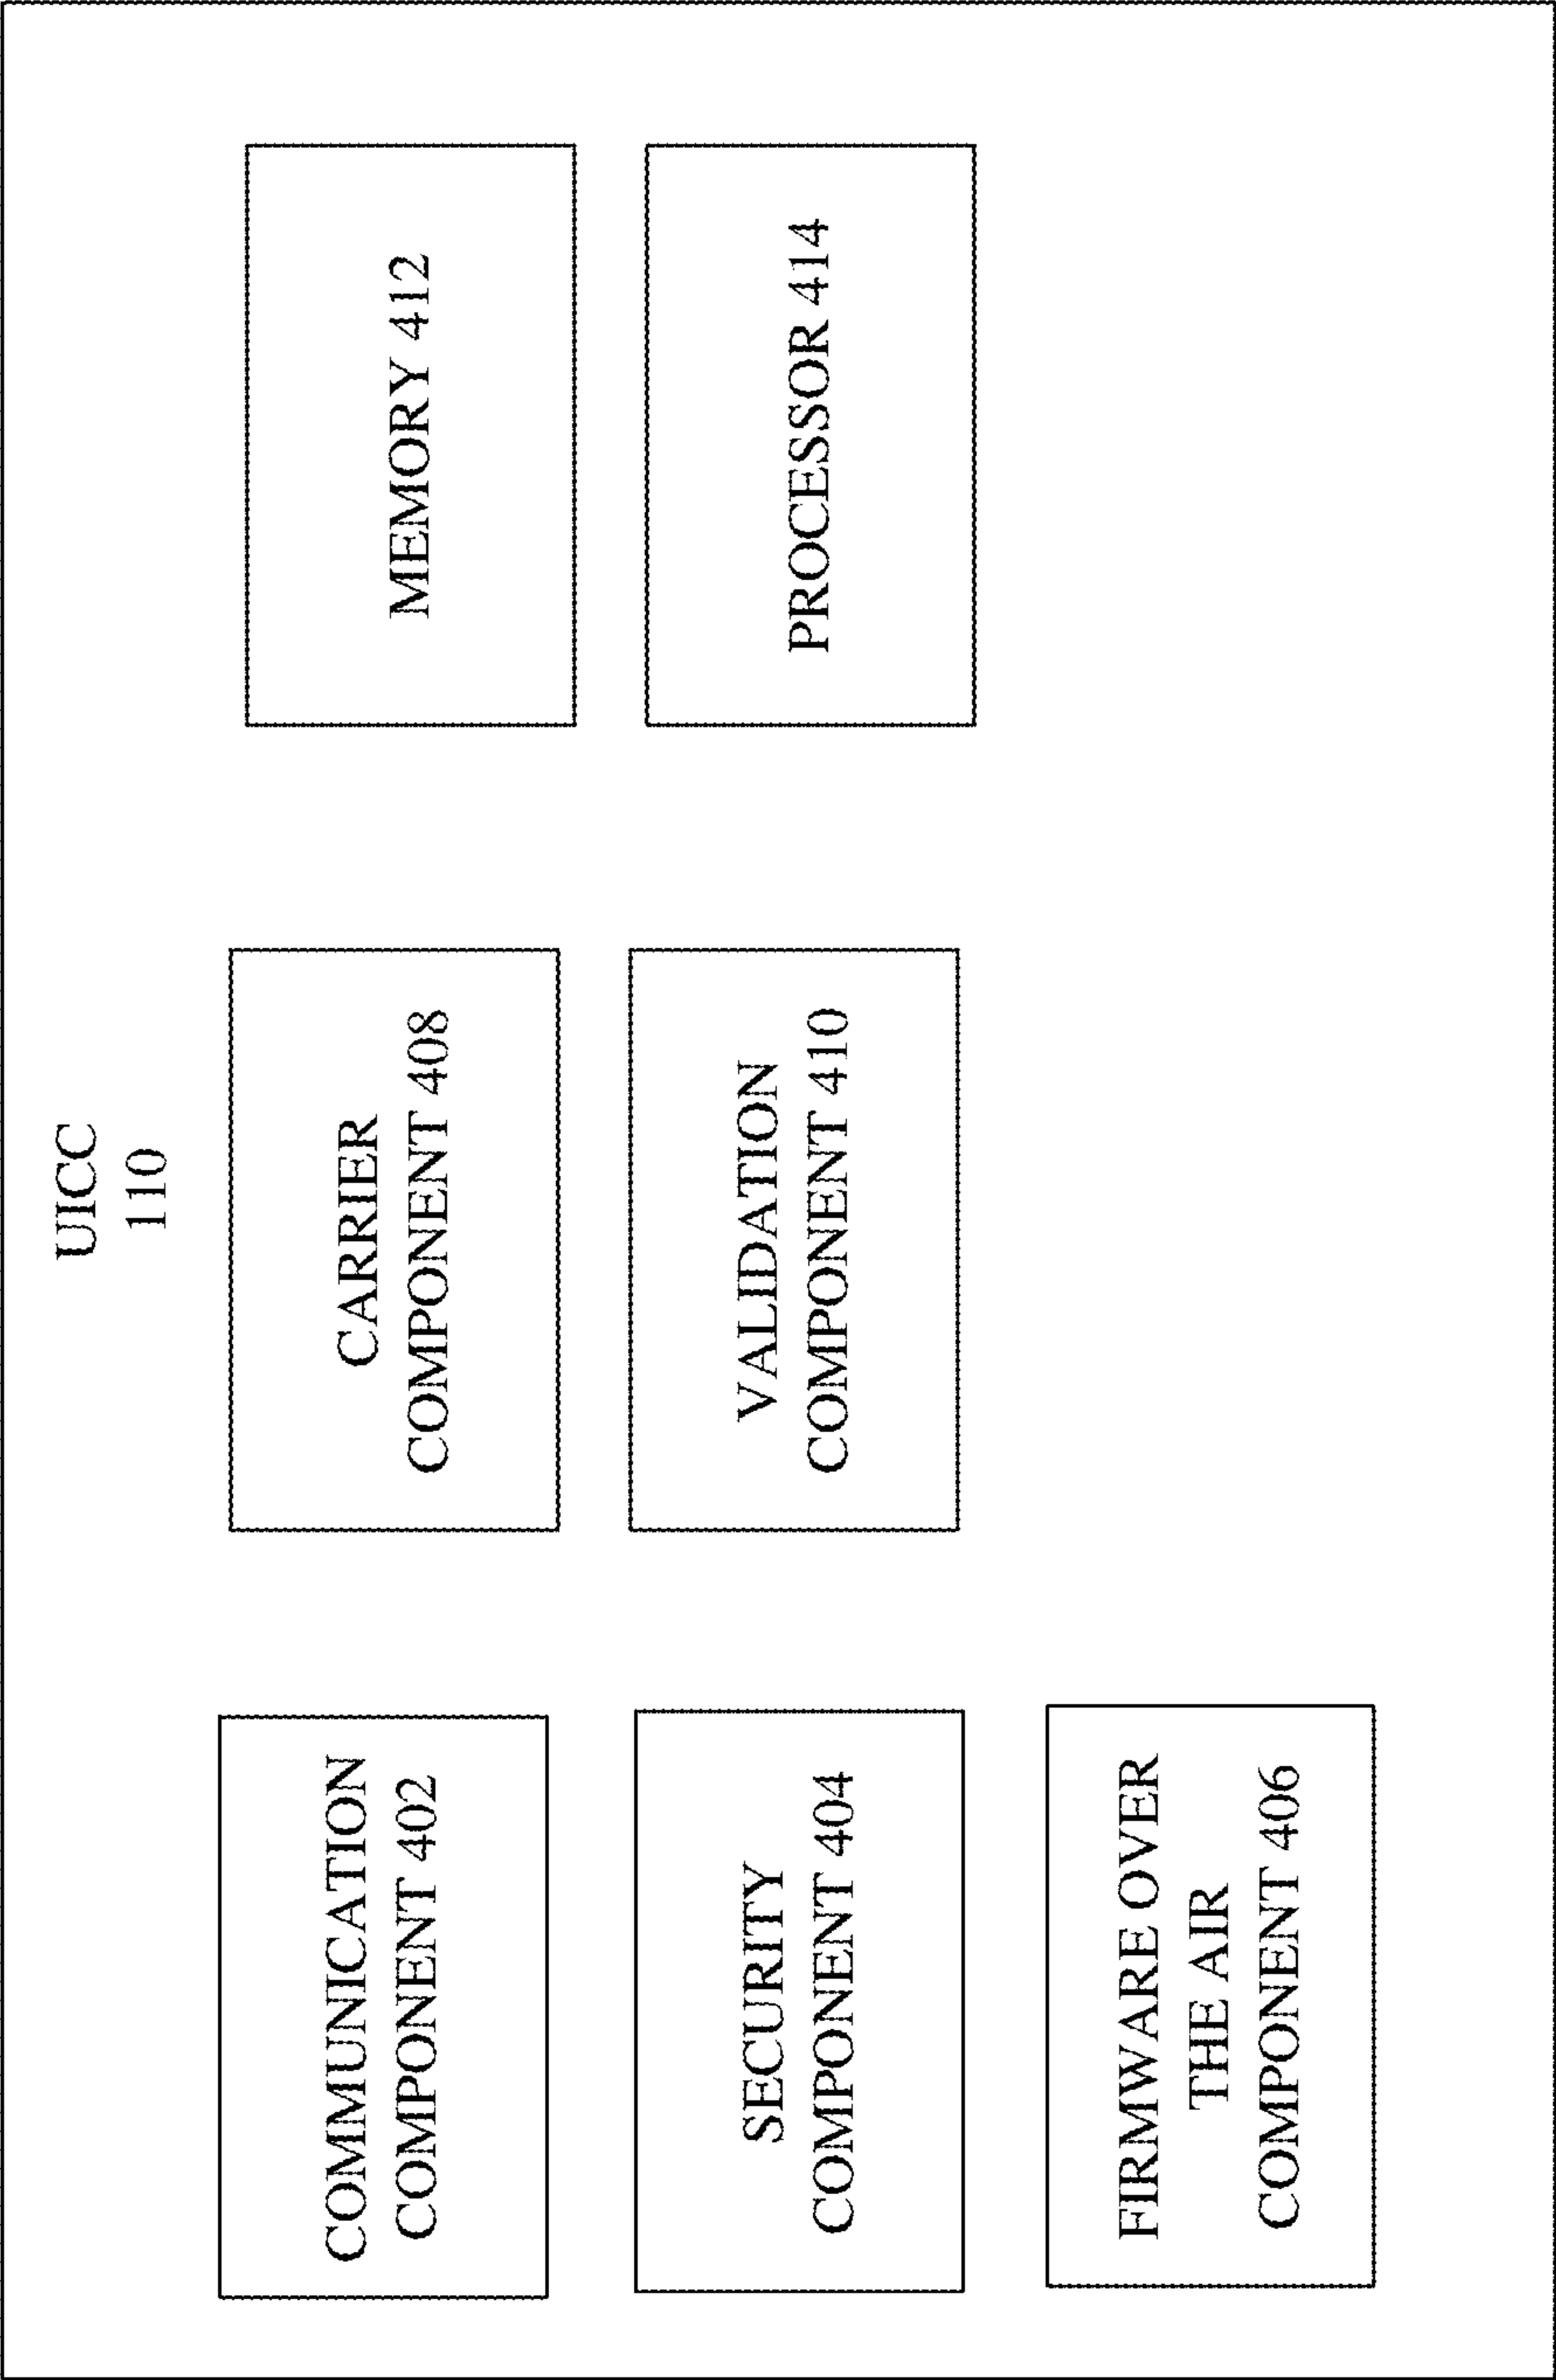 UICC
110
COMMUNICATION
COMPONENT 402
SECURITY
COMPONENT 404
FIRMWARE OVER
THE AIR
COMPONENT 406
CARRIER
COMPONENT 408
VALIDATION
COMPONENT 410
MEMORY 412
PROCESSOR 414